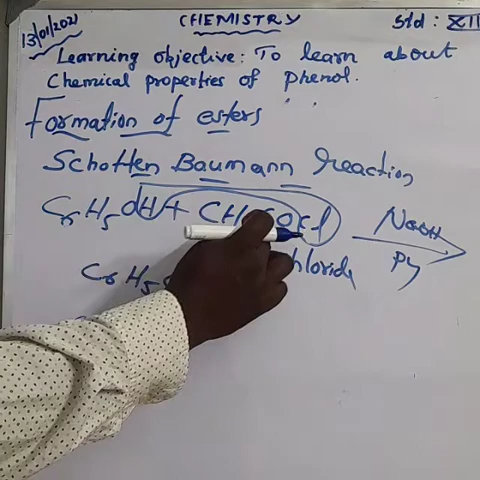 13/01/2021
CHEMISTRY
Std : XII
Learning objective: To learn about
Chemical properties of phenol.
Formation of esters
Schotten Baumann Reaction
C6H5OH + CH3COCl NaOH
Py
C6H5